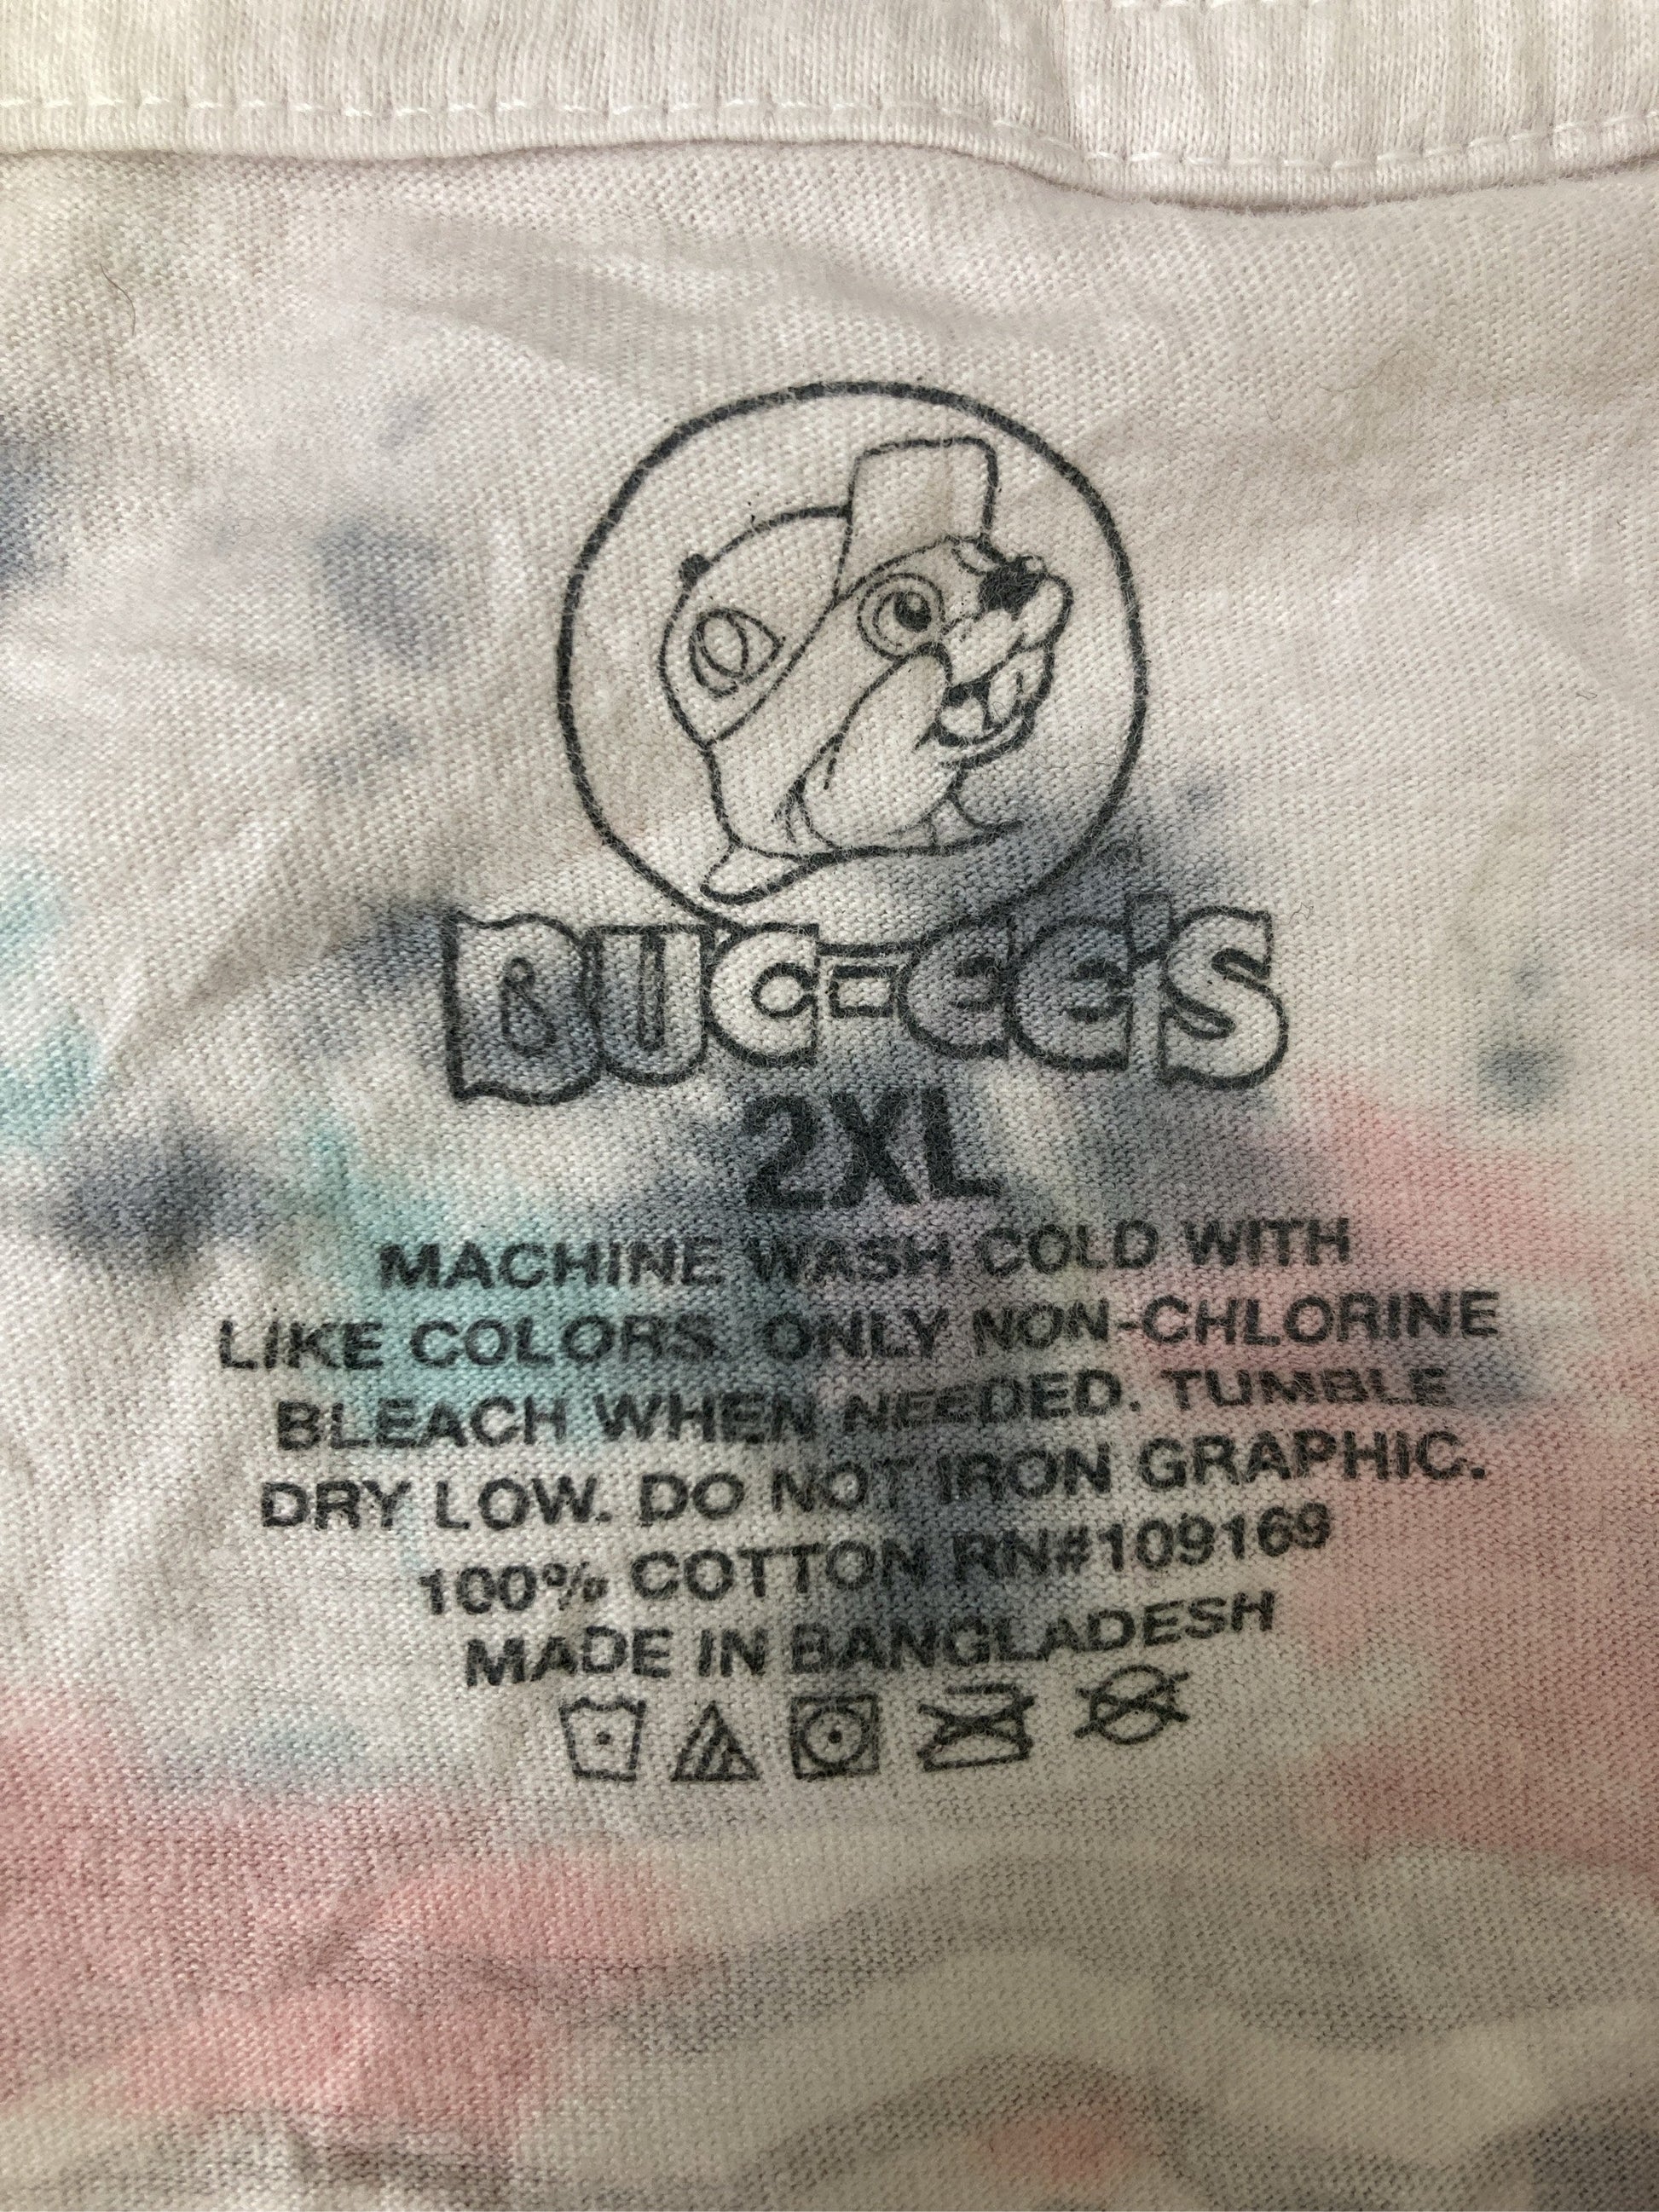 BUC-EE'S
2XL
MACHINE WASH COLD WITH
LIKE COLORS. ONLY NON-CHLORINE
BLEACH WHEN NEEDED. TUMBLE
DRY LOW. DO NOT IRON GRAPHIC.
100% COTTON RN#109169
MADE IN BANGLADESH